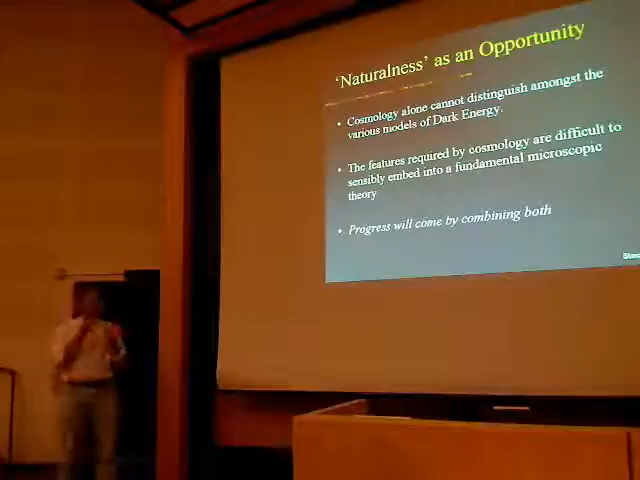 'Naturalness' as an Opportunity
• Cosmology alone cannot distinguish amongst the
various models of Dark Energy.
• The features required by cosmology are difficult to
sensibly embed into a fundamental microscopic
theory
• Progress will come by combining both